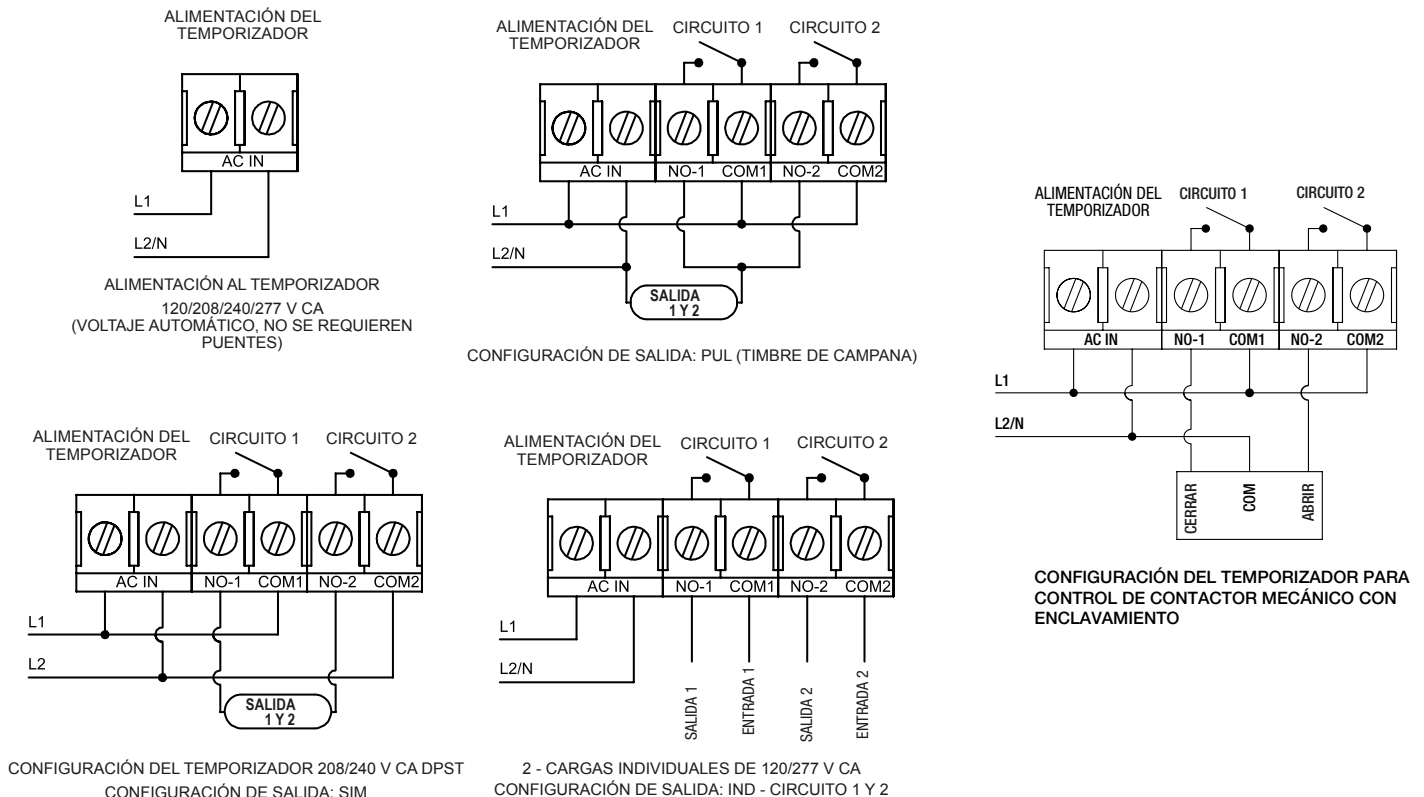 ALIMENTACIÓN DEL
TEMPORIZADOR
AC IN
L1
L2/N
ALIMENTACIÓN AL TEMPORIZADOR
120/208/240/277 V CA
(VOLTAJE AUTOMÁTICO, NO SE REQUIEREN
PUENTES)
ALIMENTACIÓN DEL
TEMPORIZADOR
CIRCUITO 1
CIRCUITO 2
AC IN
NO-1
COM1
NO-2
COM2
L1
L2/N
SALIDA
1 Y 2
CONFIGURACIÓN DE SALIDA: PUL (TIMBRE DE CAMPANA)
ALIMENTACIÓN DEL
TEMPORIZADOR
CIRCUITO 1
CIRCUITO 2
AC IN
NO-1
COM1
NO-2
COM2
L1
L2/N
CERRAR
COM
ABRIR
CONFIGURACIÓN DEL TEMPORIZADOR PARA
CONTROL DE CONTACTOR MECÁNICO CON
ENCLAVAMIENTO
ALIMENTACIÓN DEL
TEMPORIZADOR
CIRCUITO 1
CIRCUITO 2
AC IN
NO-1
COM1
NO-2
COM2
L1
L2
SALIDA
1 Y 2
CONFIGURACIÓN DEL TEMPORIZADOR 208/240 V CA DPST
CONFIGURACIÓN DE SALIDA: SIM
ALIMENTACIÓN DEL
TEMPORIZADOR
CIRCUITO 1
CIRCUITO 2
AC IN
NO-1
COM1
NO-2
COM2
L1
L2/N
SALIDA 1
ENTRADA 1
SALIDA 2
ENTRADA 2
2 - CARGAS INDIVIDUALES DE 120/277 V CA
CONFIGURACIÓN DE SALIDA: IND - CIRCUITO 1 Y 2